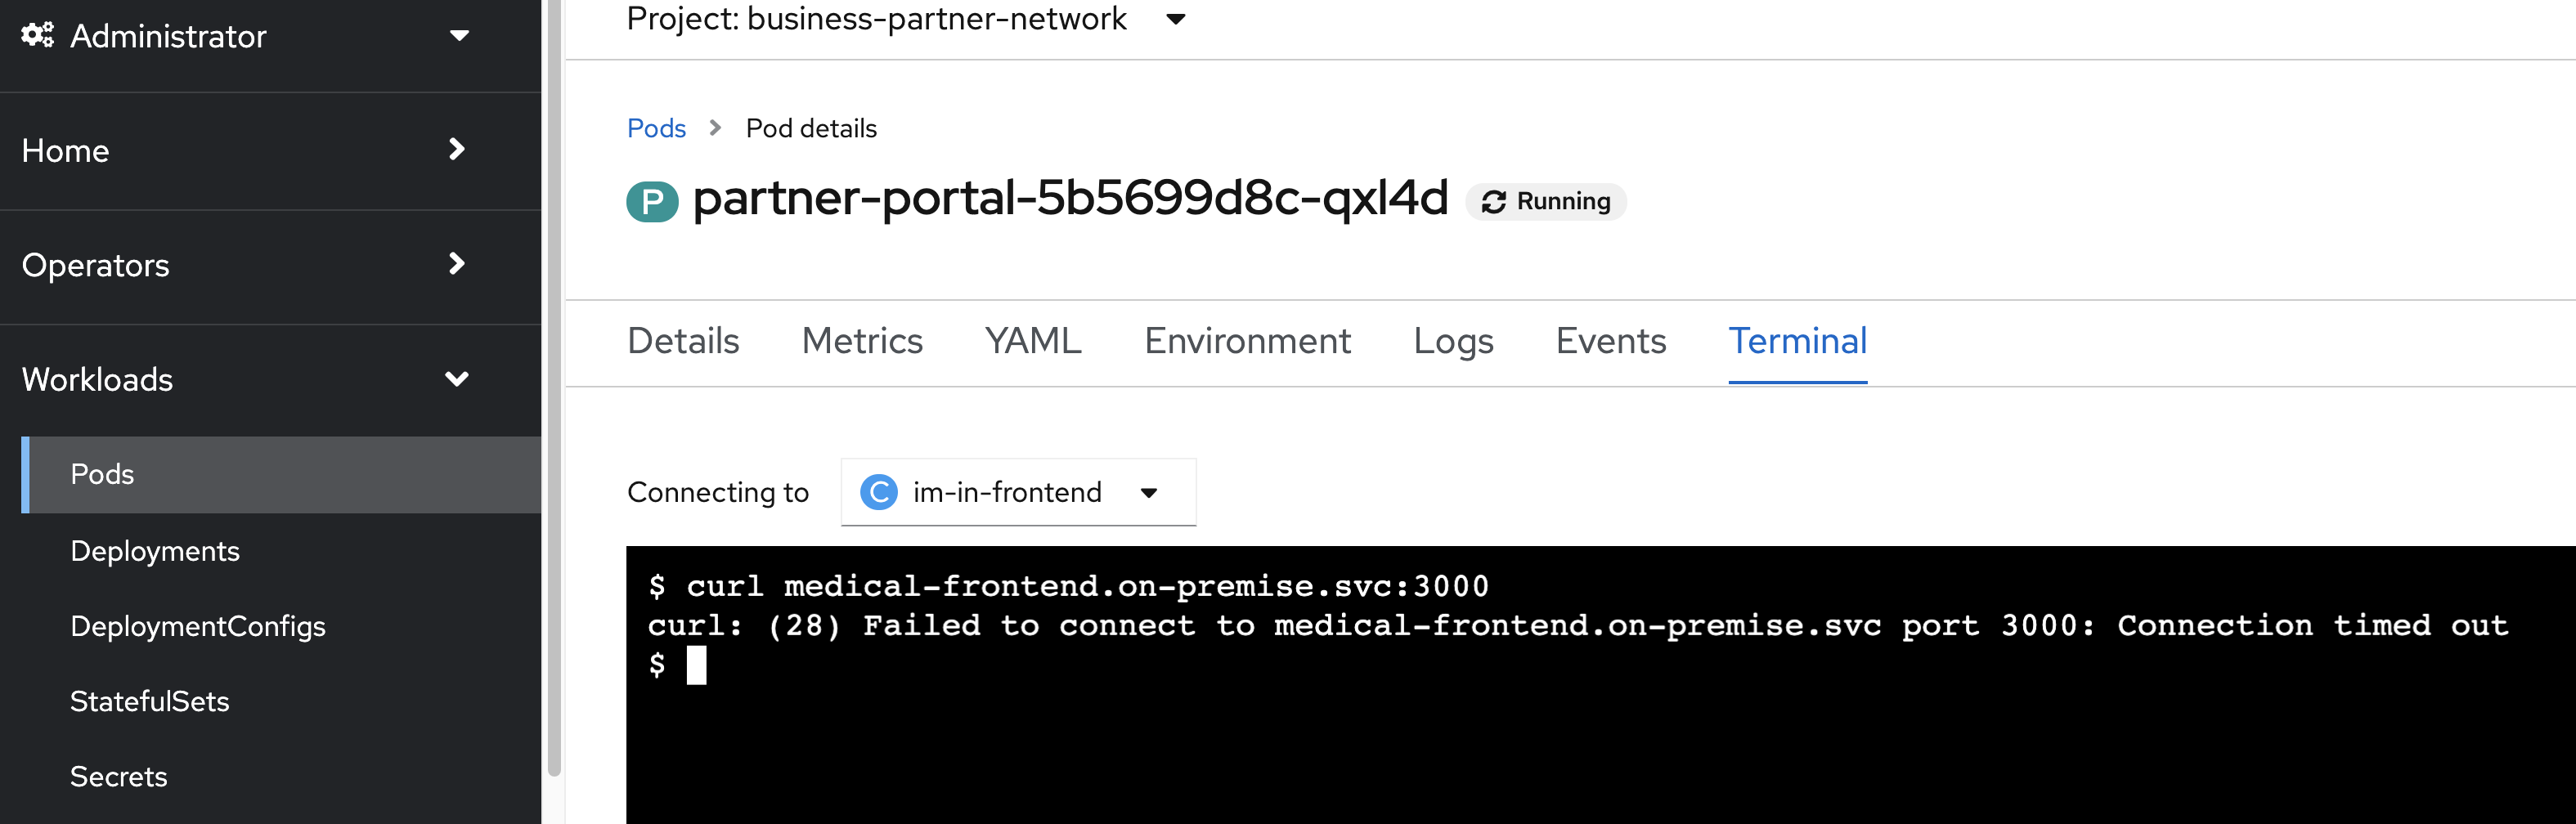 Administrator
Home
Operators
Workloads
Pods
Deployments
DeploymentConfigs
StatefulSets
Secrets
Project: business-partner-network
Pods > Pod details
P partner-portal-5b5699d8c-qxl4d Running
Details Metrics YAML Environment Logs Events Terminal
Connecting to C im-in-frontend
$ curl medical-frontend.on-premise.svc:3000
curl: (28) Failed to connect to medical-frontend.on-premise.svc port 3000: Connection timed out
$